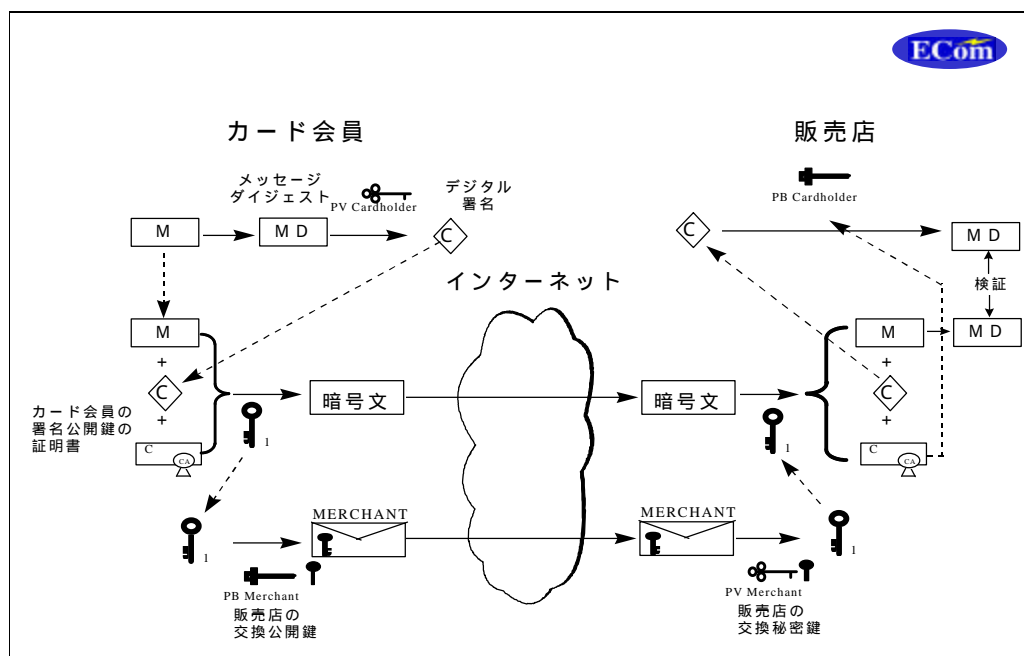 ECom
カード会員
販売店
メッセージ
ダイジェスト
PV Cardholder
デジタル
署名
PB Cardholder
M
MD
C
C
MD
インターネット
検証
M
M
MD
+
+
C
暗号文
暗号文
C
+
+
カード会員の
署名公開鍵の
証明書
1
1
C
CA
C
CA
MERCHANT
MERCHANT
1
1
PB Merchant
PV Merchant
販売店の
交換公開鍵
販売店の
交換秘密鍵